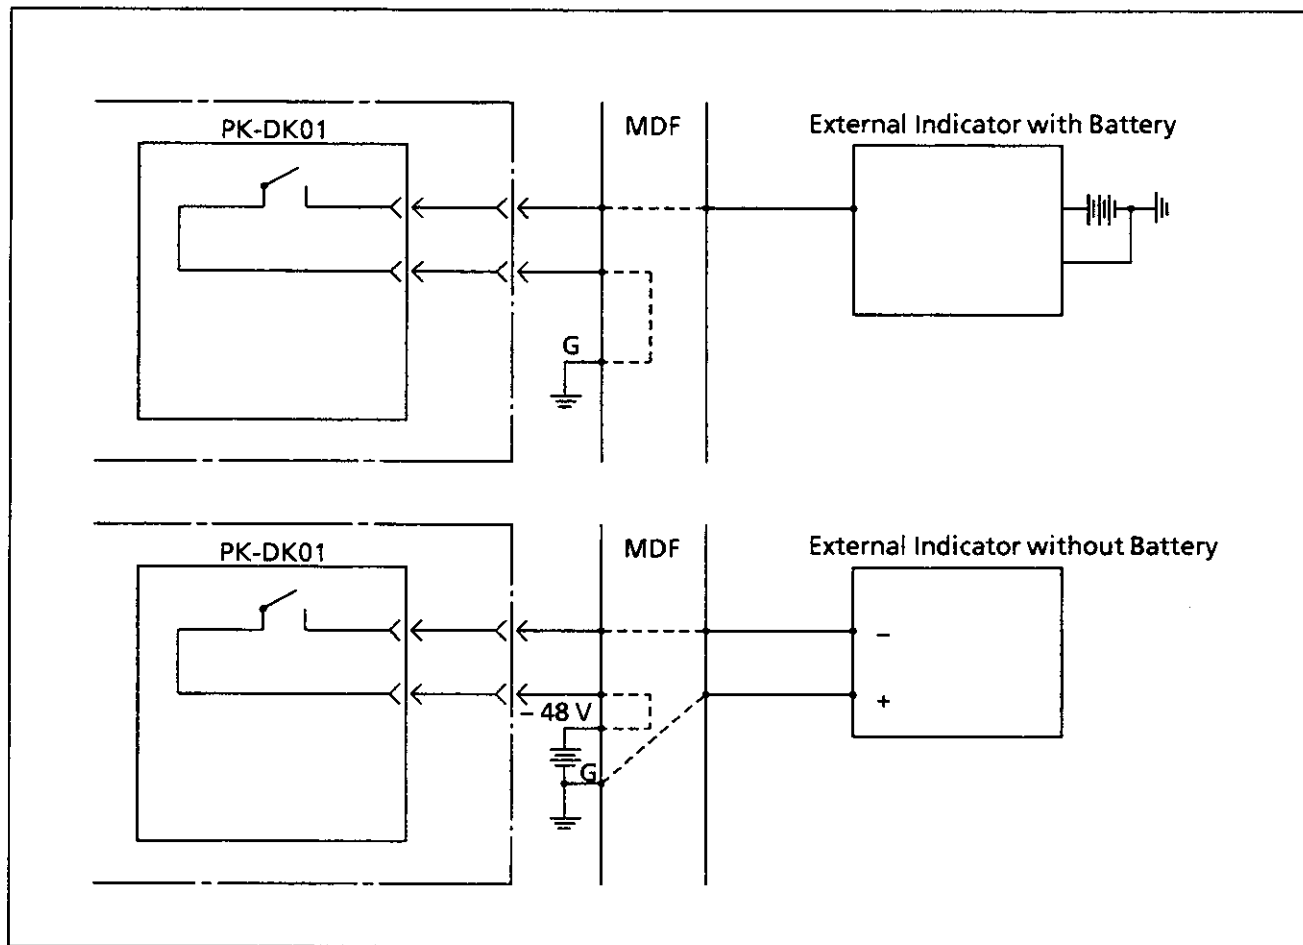 PK-DK01
MDF
External Indicator with Battery
G
PK-DK01
MDF
External Indicator without Battery
–
– 48 V
+
G